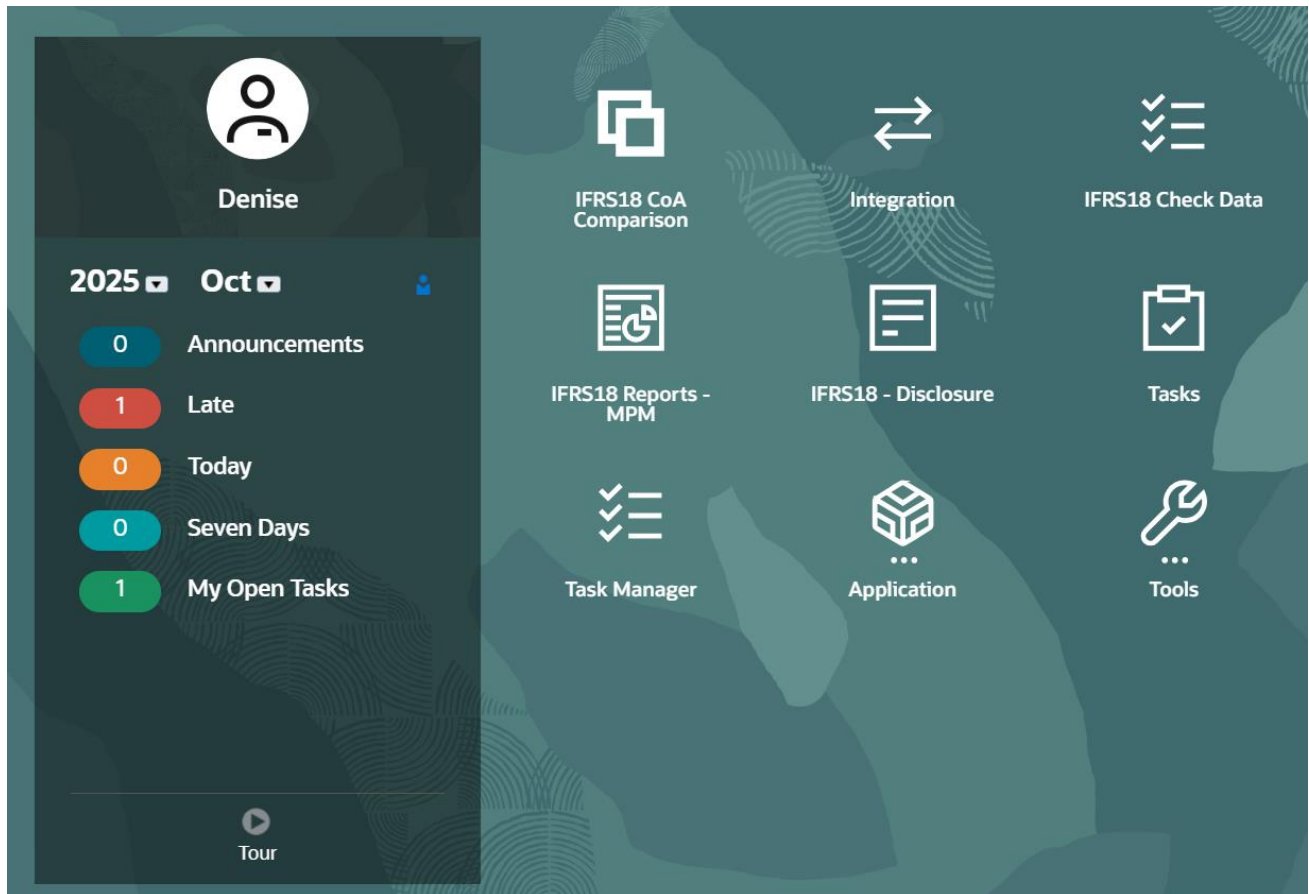 Denise
2025 Oct
0 Announcements
1 Late
0 Today
0 Seven Days
1 My Open Tasks
Tour
IFRS18 CoA
Comparison
Integration
IFRS18 Check Data
IFRS18 Reports -
MPM
IFRS18 - Disclosure
Tasks
Task Manager
Application
Tools